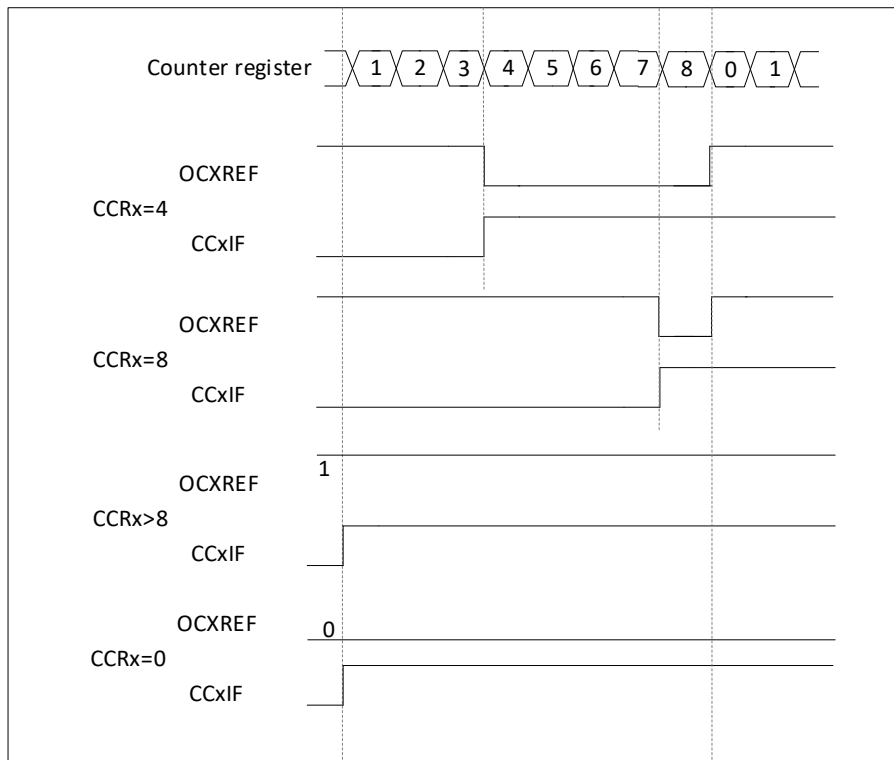 Counter register 1 2 3 4 5 6 7 8 0 1
OCXREF
CCRx=4
CCxIF
OCXREF
CCRx=8
CCxIF
1
OCXREF
CCRx>8
CCxIF
OCXREF 0
CCRx=0
CCxIF